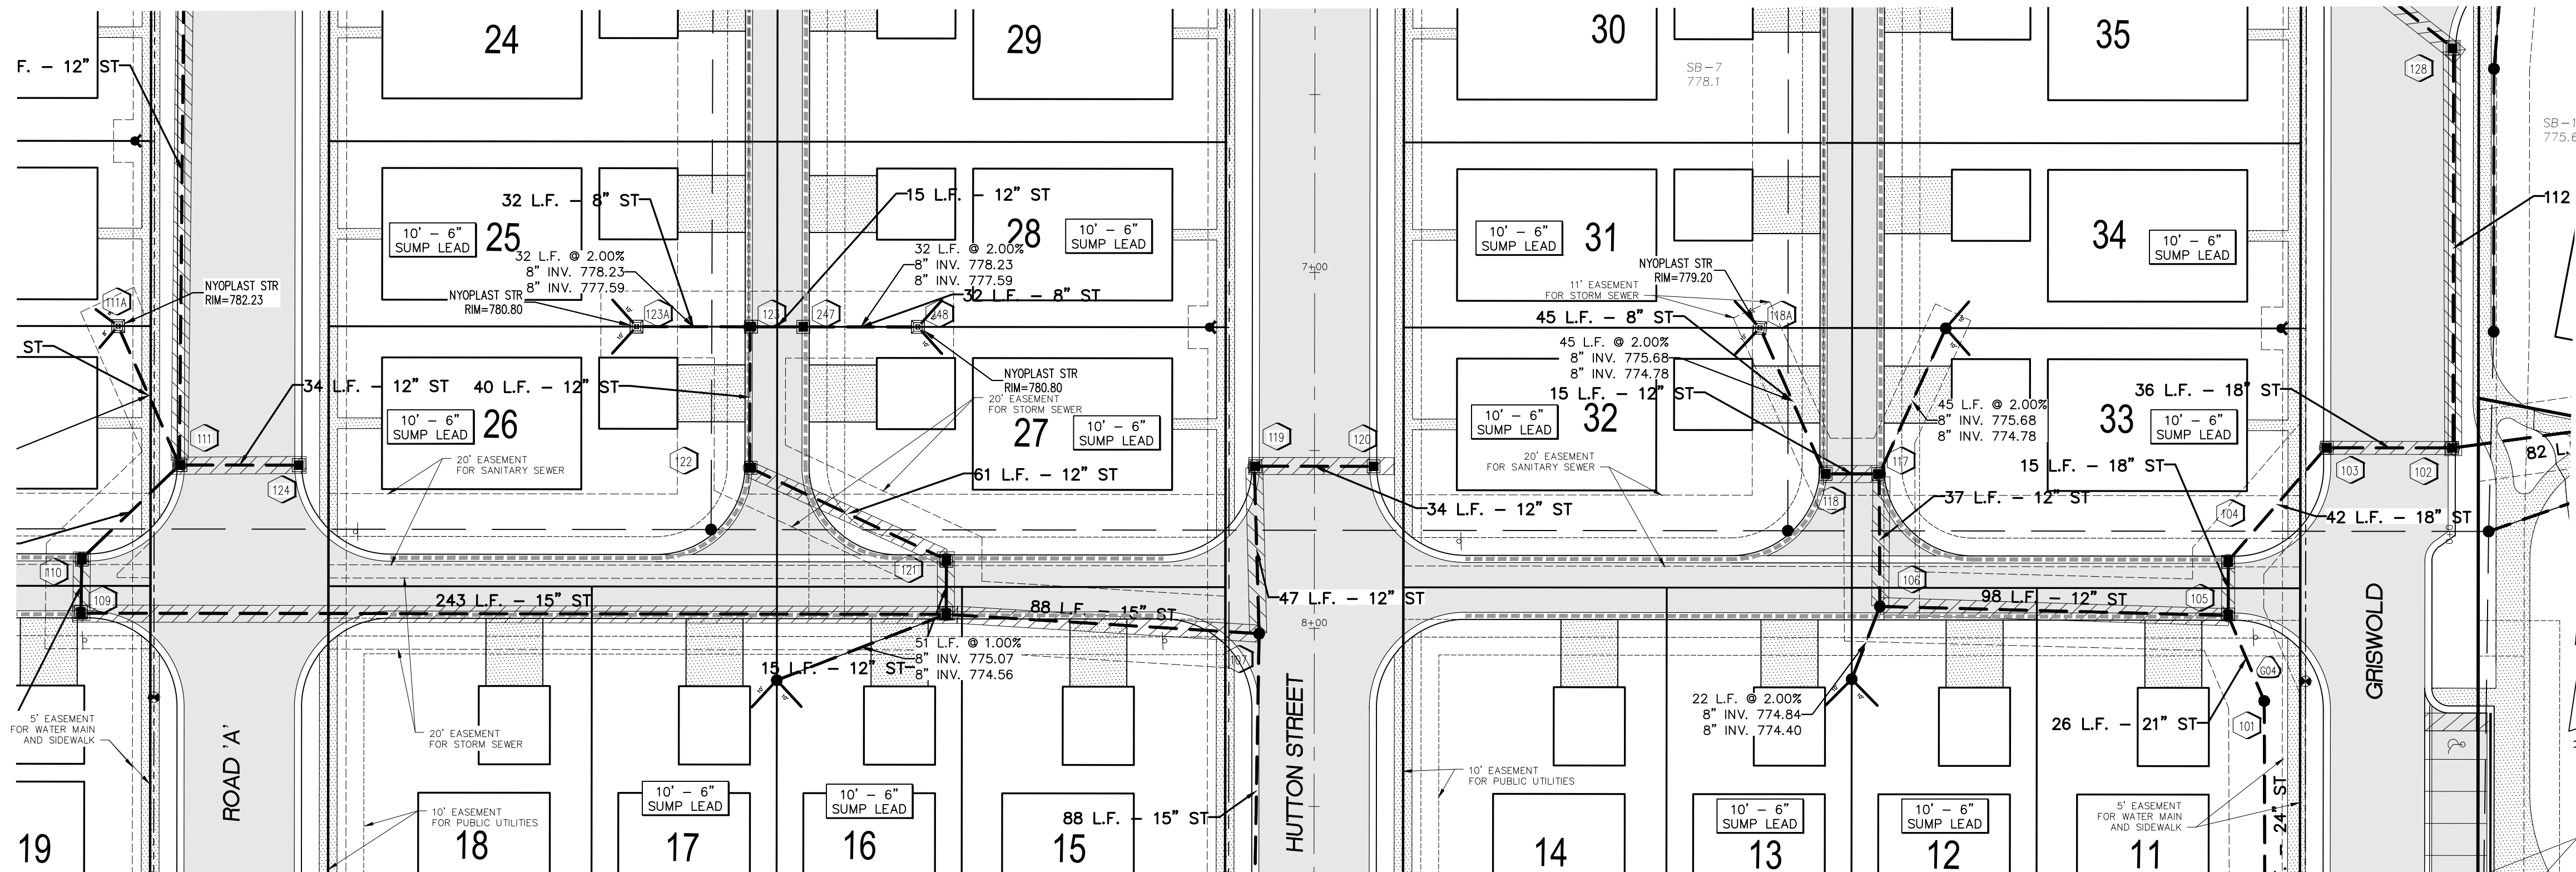 24
29
30
35
SB-7
778.1
128
F. - 12" ST
SB-1
775.6
32 L.F. - 8" ST
15 L.F. - 12" ST
112
10' - 6"
SUMP LEAD
25
28
10' - 6"
SUMP LEAD
10' - 6"
SUMP LEAD
31
34
10' - 6"
SUMP LEAD
32 L.F. @ 2.00%
8" INV. 778.23
8" INV. 777.59
32 L.F. @ 2.00%
8" INV. 778.23
8" INV. 777.59
7+00
NYOPLAST STR
RIM=779.20
11' EASEMENT
FOR STORM SEWER
NYOPLAST STR
RIM=782.23
111A
NYOPLAST STR
RIM=780.80
32 L.F. - 8" ST
123A
123
247
248
118A
45 L.F. - 8" ST
ST
45 L.F. @ 2.00%
8" INV. 775.68
8" INV. 774.78
34 L.F. - 12" ST
40 L.F. - 12" ST
NYOPLAST STR
RIM=780.80
20' EASEMENT
FOR STORM SEWER
15 L.F. - 12" ST
36 L.F. - 18" ST
45 L.F. @ 2.00%
8" INV. 775.68
8" INV. 774.78
10' - 6"
SUMP LEAD
26
27
10' - 6"
SUMP LEAD
10' - 6"
SUMP LEAD
32
33
10' - 6"
SUMP LEAD
111
119
120
122
117
103
102
82 L.
20' EASEMENT
FOR SANITARY SEWER
20' EASEMENT
FOR SANITARY SEWER
15 L.F. - 18" ST
61 L.F. - 12" ST
124
118
37 L.F. - 12" ST
34 L.F. - 12" ST
104
42 L.F. - 18" ST
0+0
110
121
106
109
243 L.F. - 15" ST
88 L.F. - 15" ST
47 L.F. - 12" ST
98 L.F. - 12" ST
105
8+00
51 L.F. @ 1.00%
8" INV. 775.07
8" INV. 774.56
15 L.F. - 12" ST
107
G04
22 L.F. @ 2.00%
8" INV. 774.84
8" INV. 774.40
26 L.F. - 21" ST
101
5' EASEMENT
FOR WATER MAIN
AND SIDEWALK
20' EASEMENT
FOR STORM SEWER
10' EASEMENT
FOR PUBLIC UTILITIES
ROAD 'A'
HUTTON STREET
GRISWOLD
10' - 6"
SUMP LEAD
10' - 6"
SUMP LEAD
10' - 6"
SUMP LEAD
10' - 6"
SUMP LEAD
10' EASEMENT
FOR PUBLIC UTILITIES
88 L.F. - 15" ST
5' EASEMENT
FOR WATER MAIN
AND SIDEWALK
. - 24" ST
19
18
17
16
15
14
13
12
11